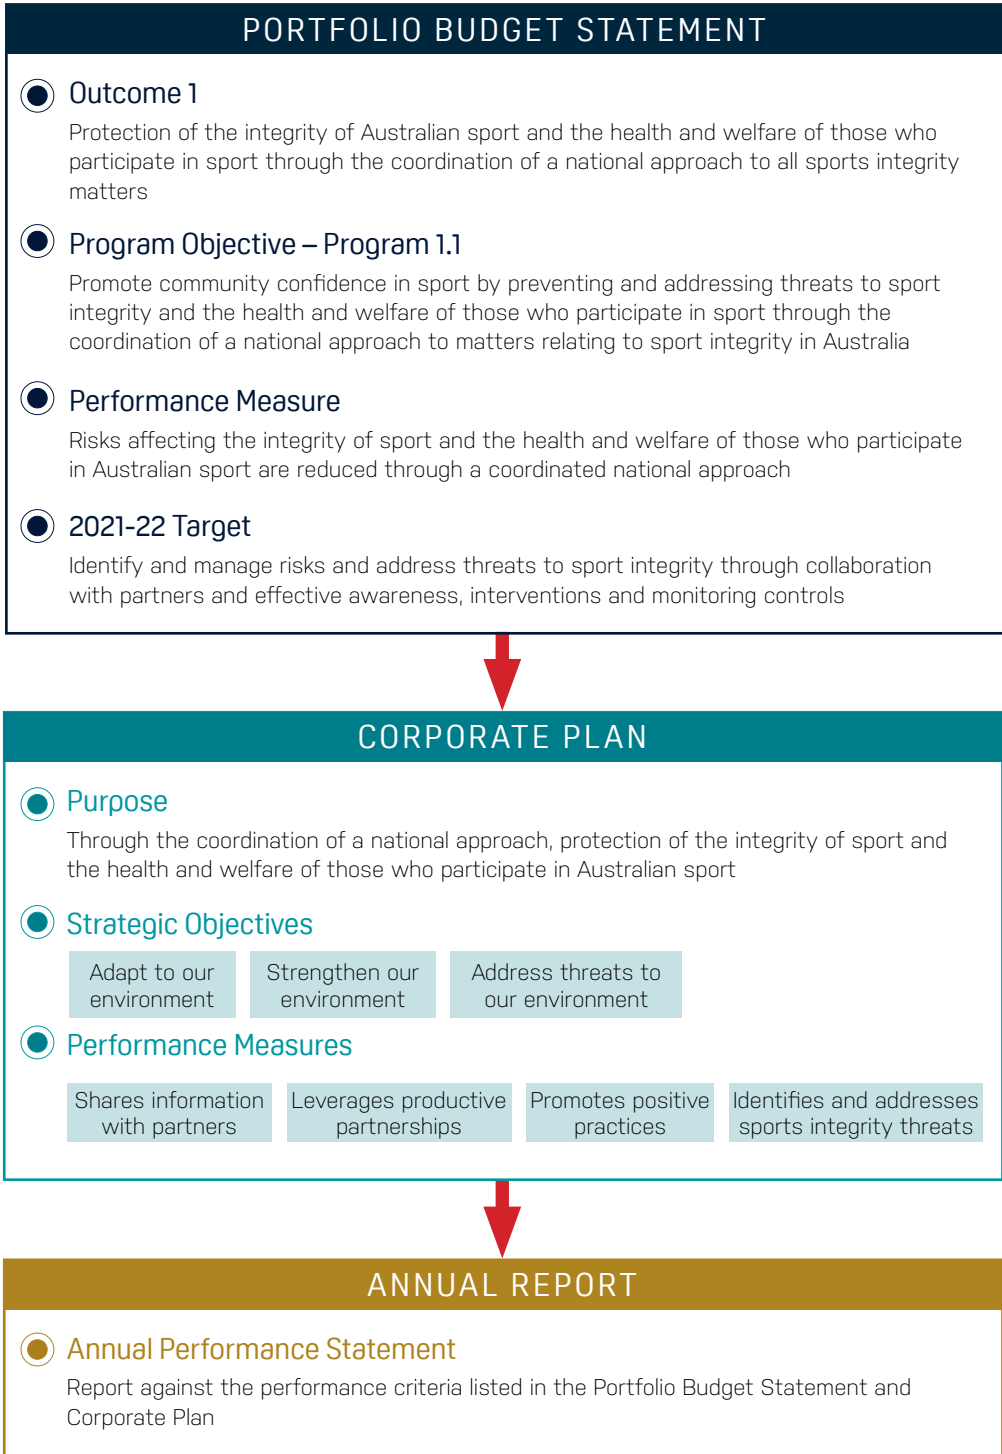 PORTFOLIO BUDGET STATEMENT
Outcome 1
Protection of the integrity of Australian sport and the health and welfare of those who
participate in sport through the coordination of a national approach to all sports integrity
matters
Program Objective – Program 1.1
Promote community confidence in sport by preventing and addressing threats to sport
integrity and the health and welfare of those who participate in sport through the
coordination of a national approach to matters relating to sport integrity in Australia
Performance Measure
Risks affecting the integrity of sport and the health and welfare of those who participate
in Australian sport are reduced through a coordinated national approach
2021-22 Target
Identify and manage risks and address threats to sport integrity through collaboration
with partners and effective awareness, interventions and monitoring controls
CORPORATE PLAN
Purpose
Through the coordination of a national approach, protection of the integrity of sport and
the health and welfare of those who participate in Australian sport
Strategic Objectives
Adapt to our
environment
Strengthen our
environment
Address threats to
our environment
Performance Measures
Shares information
with partners
Leverages productive
partnerships
Promotes positive
practices
Identifies and addresses
sports integrity threats
ANNUAL REPORT
Annual Performance Statement
Report against the performance criteria listed in the Portfolio Budget Statement and
Corporate Plan